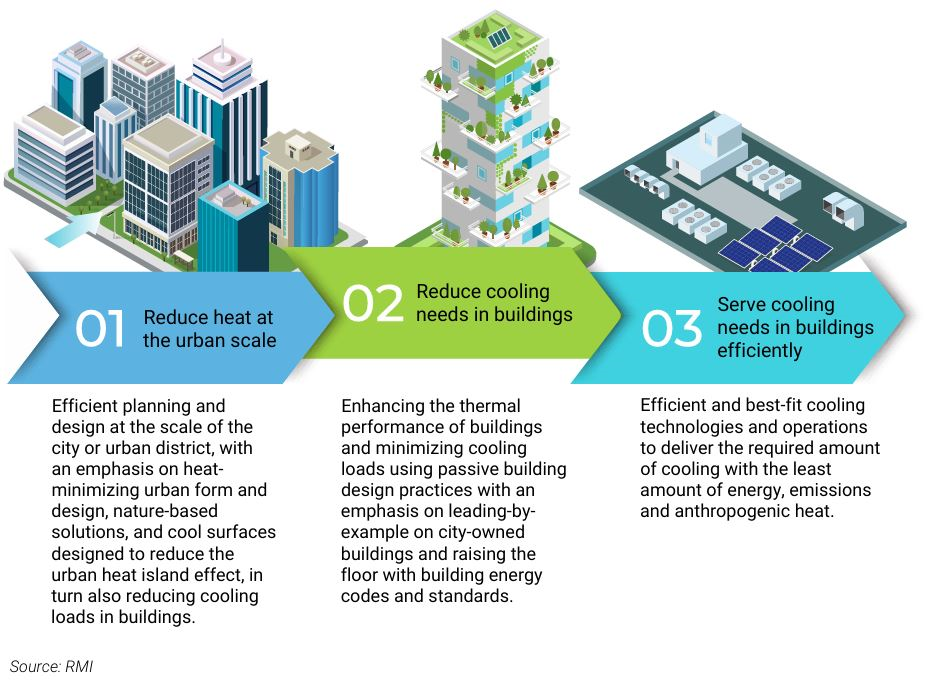 01
Reduce heat at
the urban scale
02
Reduce cooling
needs in buildings
03
Serve cooling
needs in buildings
efficiently
Efficient planning and
design at the scale of the
city or urban district, with
an emphasis on heat-
minimizing urban form and
design, nature-based
solutions, and cool surfaces
designed to reduce the
urban heat island effect, in
turn also reducing cooling
loads in buildings.
Enhancing the thermal
performance of buildings
and minimizing cooling
loads using passive building
design practices with an
emphasis on leading-by-
example on city-owned
buildings and raising the
floor with building energy
codes and standards.
Efficient and best-fit cooling
technologies and operations
to deliver the required amount
of cooling with the least
amount of energy, emissions
and anthropogenic heat.
Source: RMI